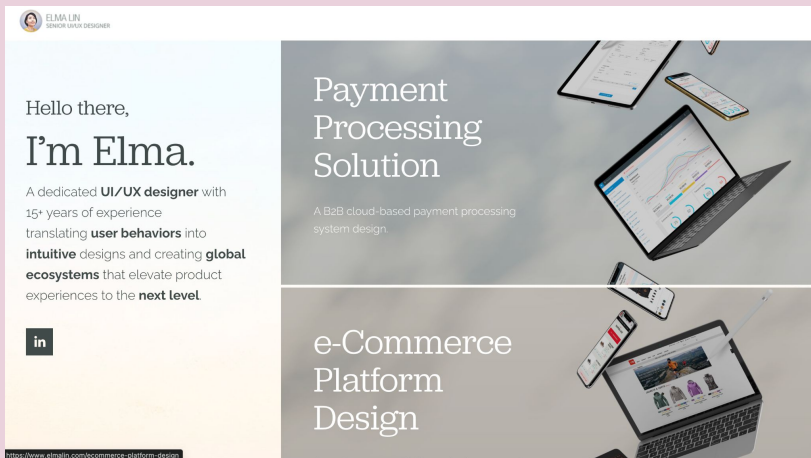 ELMA LIN
SENIOR UI/UX DESIGNER
Hello there,
I'm Elma.
A dedicated UI/UX designer with
15+ years of experience
translating user behaviors into
intuitive designs and creating global
ecosystems that elevate product
experiences to the next level.
in
Payment
Processing
Solution
A B2B cloud-based payment processing
system design.
e-Commerce
Platform
Design
https://www.elmalin.com/ecommerce-platform-design